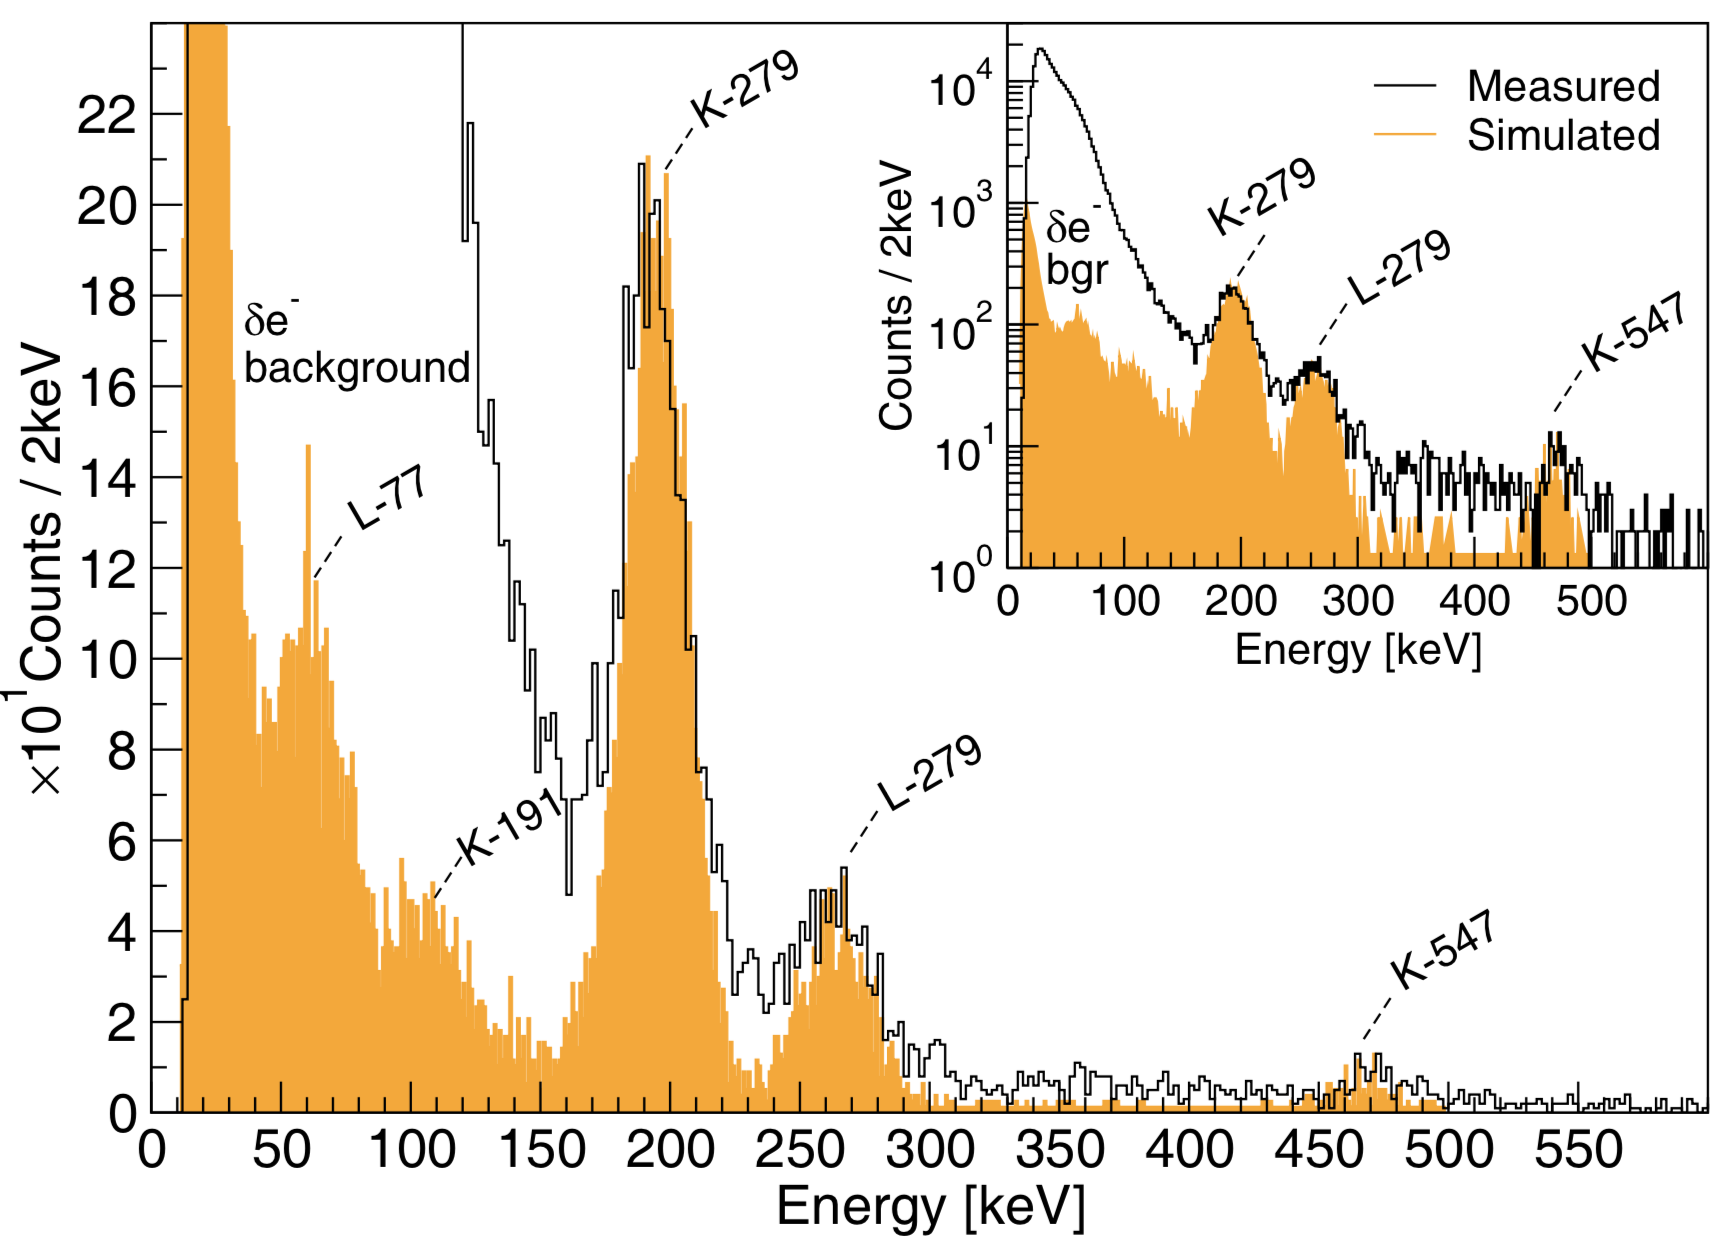 ×10¹ Counts / 2keV
22
20
18
16
14
12
10
8
6
4
2
0
0 50 100 150 200 250 300 350 400 450 500 550
Energy [keV]
δe⁻
background
L-77
K-191
K-279
L-279
K-547
Counts / 2keV
10⁴
10³
10²
10¹
10⁰
0 100 200 300 400 500
Energy [keV]
Measured
Simulated
δe⁻
bgr
K-279
L-279
K-547